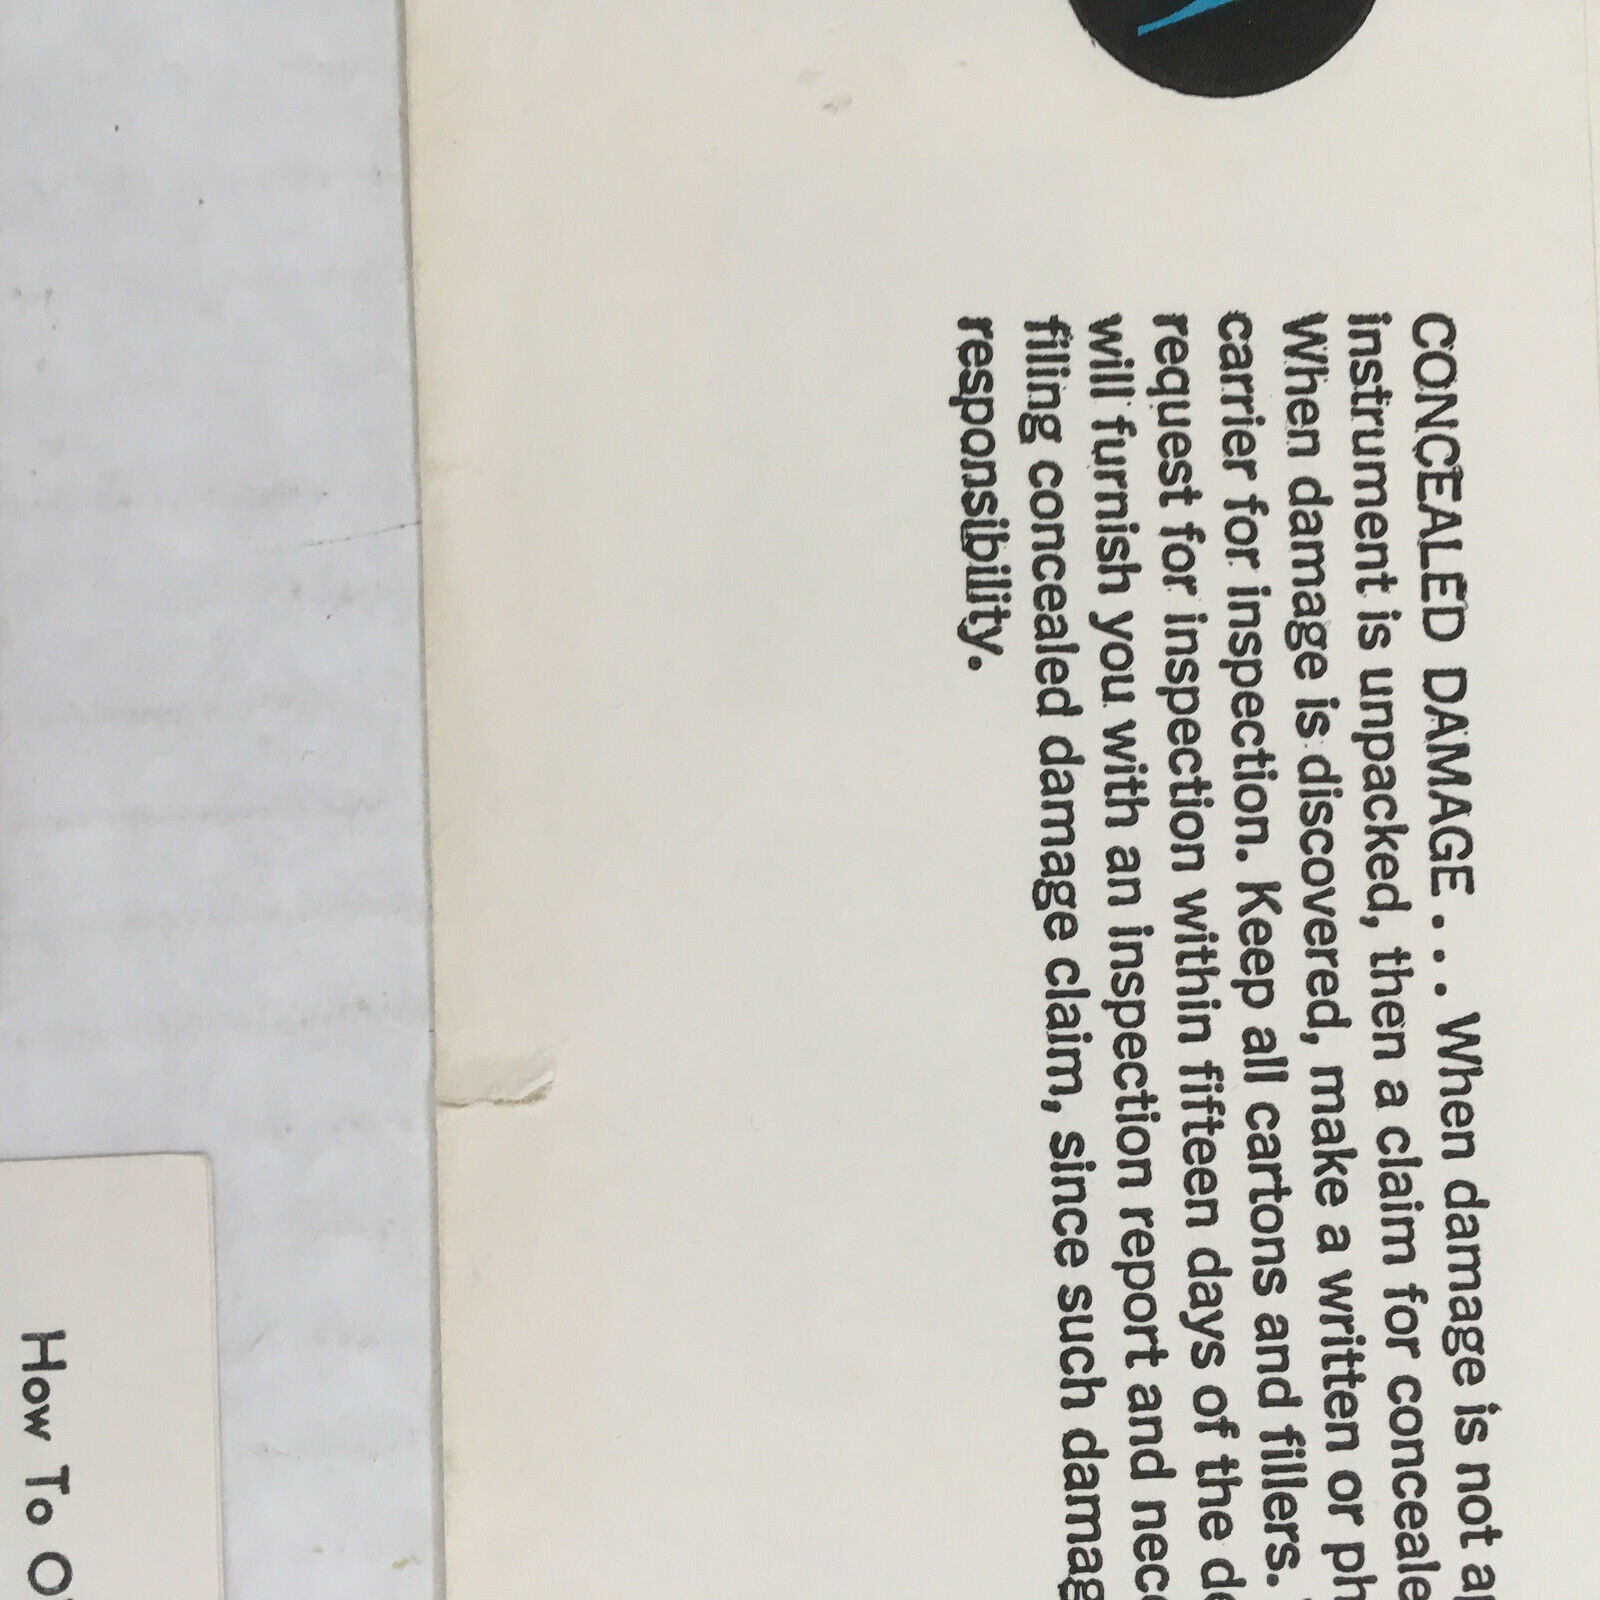 CONCEALED DAMAGE . . . When damage is not
instrument is unpacked, then a claim for
When damage is discovered, make a written or
carrier for inspection. Keep all cartons and fillers.
request for inspection within fifteen days of the
will furnish you with an inspection report and
filling concealed damage claim, since such
responsibility.
How To